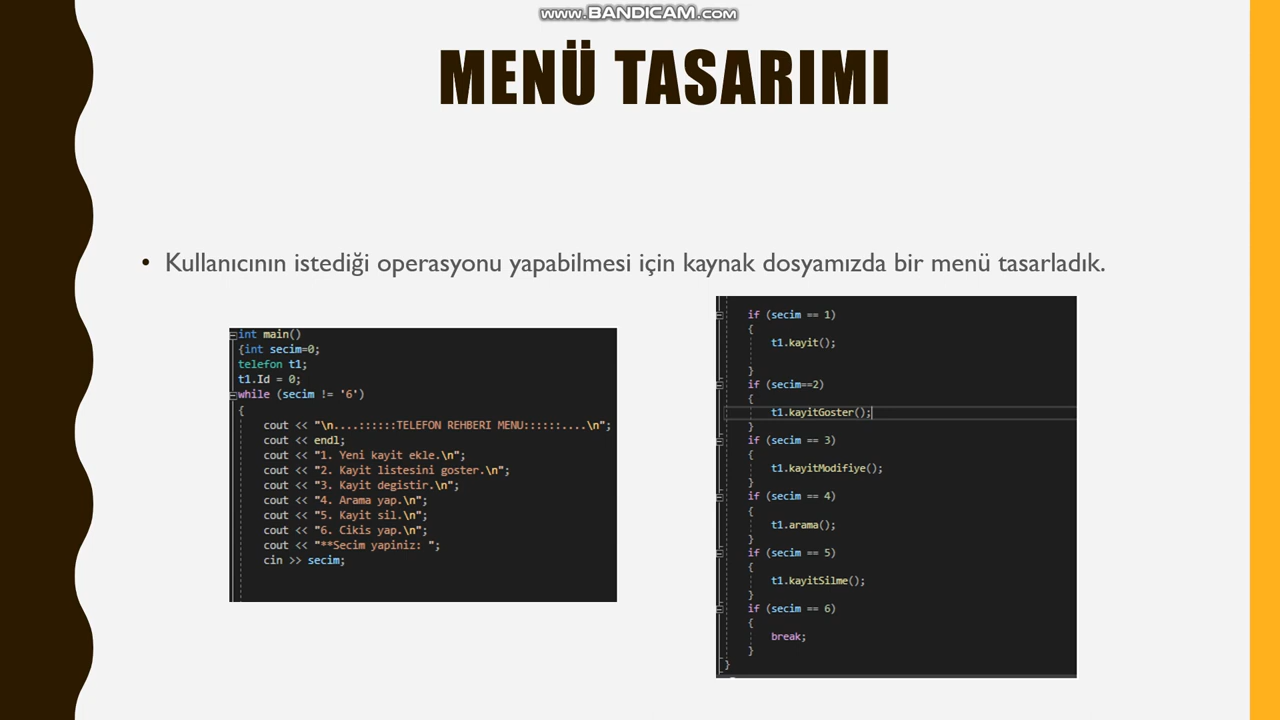 www.BANDICAM.com
MENÜ TASARIMI
• Kullanıcının istediği operasyonu yapabilmesi için kaynak dosyamızda bir menü tasarladık.
int main()
{int secim=0;
telefon t1;
t1.Id = 0;
while (secim != '6')
{
cout << "\n....::::::TELEFON REHBERI MENU::::::....\n";
cout << endl;
cout << "1. Yeni kayit ekle.\n";
cout << "2. Kayit listesini goster.\n";
cout << "3. Kayit degistir.\n";
cout << "4. Arama yap.\n";
cout << "5. Kayit sil.\n";
cout << "6. Cikis yap.\n";
cout << "**Secim yapiniz: ";
cin >> secim;
if (secim == 1)
{
t1.kayit();
}
if (secim==2)
{
t1.kayitGoster();
}
if (secim == 3)
{
t1.kayitModifiye();
}
if (secim == 4)
{
t1.arama();
}
if (secim == 5)
{
t1.kayitSilme();
}
if (secim == 6)
{
break;
}
}